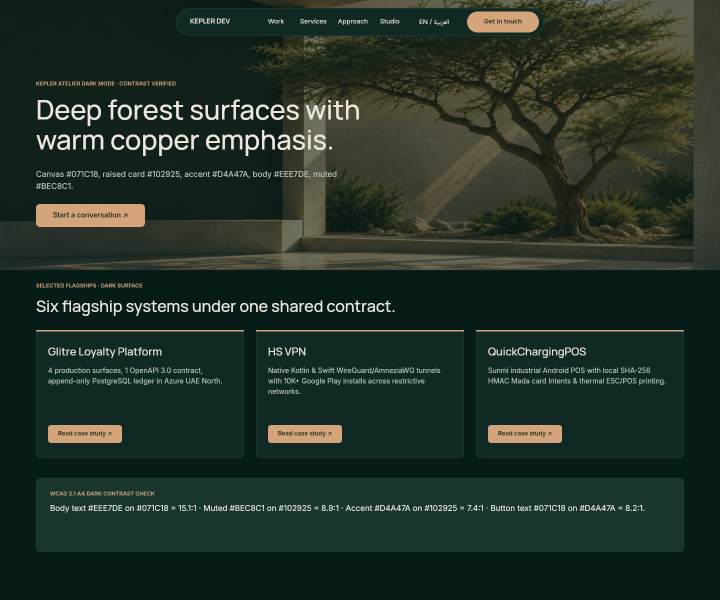 KEPLER DEV Work Services Approach Studio EN / العربية Get in touch
KEPLER ATELIER DARK MODE · CONTRAST VERIFIED
Deep forest surfaces with
warm copper emphasis.
Canvas #071C18, raised card #102925, accent #D4A47A, body #EEE7DE, muted
#BEC8C1.
Start a conversation ↗
SELECTED FLAGSHIPS · DARK SURFACE
Six flagship systems under one shared contract.
Glitre Loyalty Platform
4 production surfaces, 1 OpenAPI 3.0 contract,
append-only PostgreSQL ledger in Azure UAE North.
Read case study ↗
HS VPN
Native Kotlin & Swift WireGuard/AmneziaWG tunnels
with 10K+ Google Play installs across restrictive
networks.
Read case study ↗
QuickChargingPOS
Sunmi industrial Android POS with local SHA-256
HMAC Mada card Intents & thermal ESC/POS printing.
Read case study ↗
WCAG 2.1 AA DARK CONTRAST CHECK
Body text #EEE7DE on #071C18 = 15.1:1 · Muted #BEC8C1 on #102925 = 8.9:1 · Accent #D4A47A on #102925 = 7.4:1 · Button text #071C18 on #D4A47A = 8.2:1.